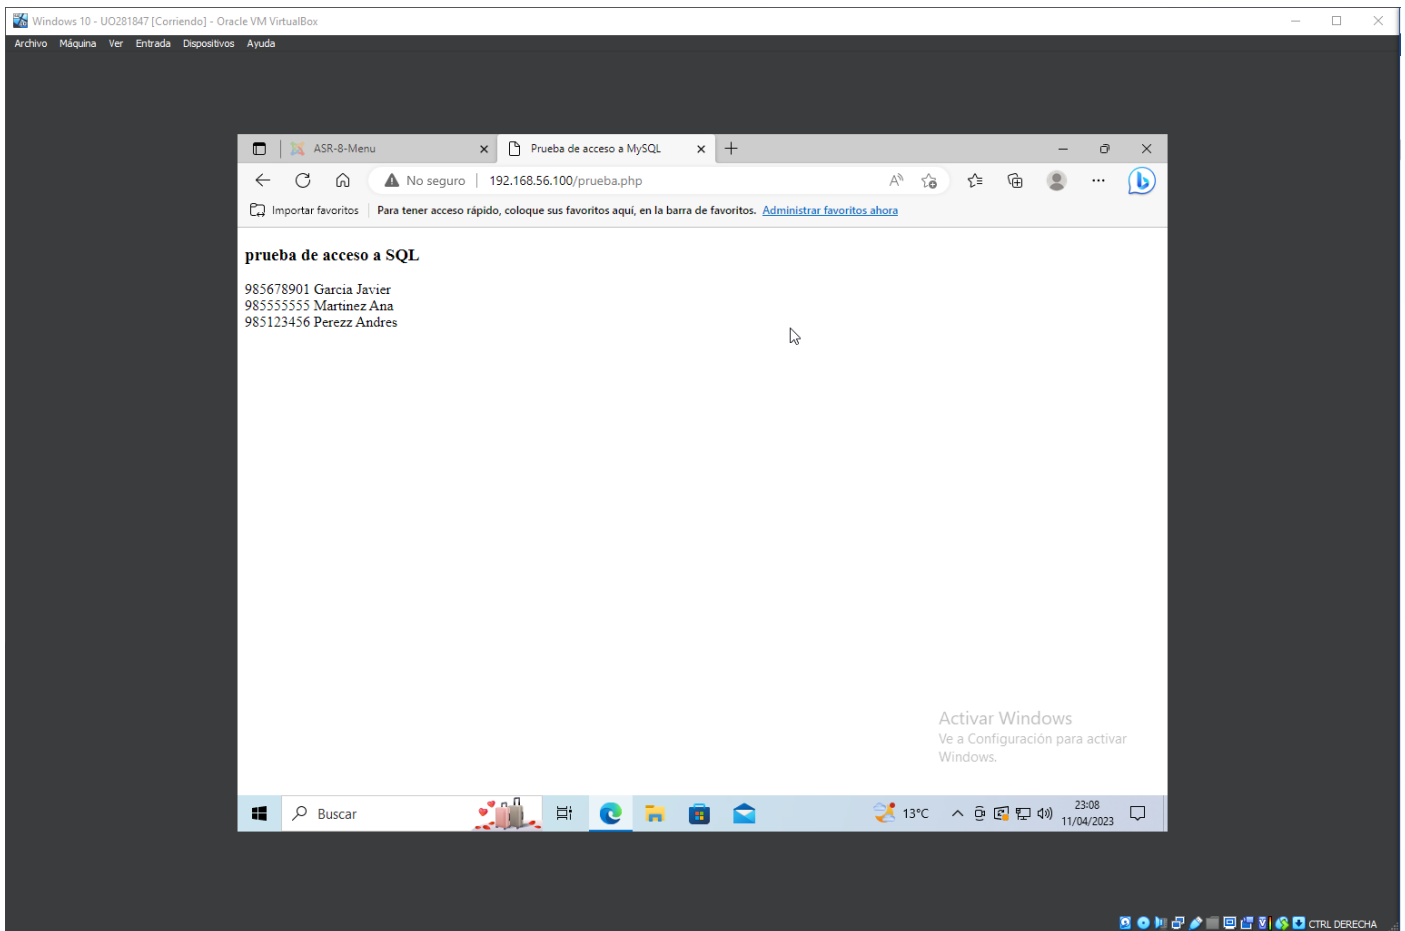 Windows 10 - UO281847 [Corriendo] - Oracle VM VirtualBox
Archivo Máquina Ver Entrada Dispositivos Ayuda
ASR-8-Menu Prueba de acceso a MySQL
No seguro 192.168.56.100/prueba.php
Importar favoritos Para tener acceso rápido, coloque sus favoritos aquí, en la barra de favoritos. Administrar favoritos ahora
prueba de acceso a SQL
985678901 Garcia Javier
985555555 Martinez Ana
985123456 Perezz Andres
Activar Windows
Ve a Configuración para activar
Windows.
Buscar 13°C 23:08
11/04/2023
CTRL DERECHA